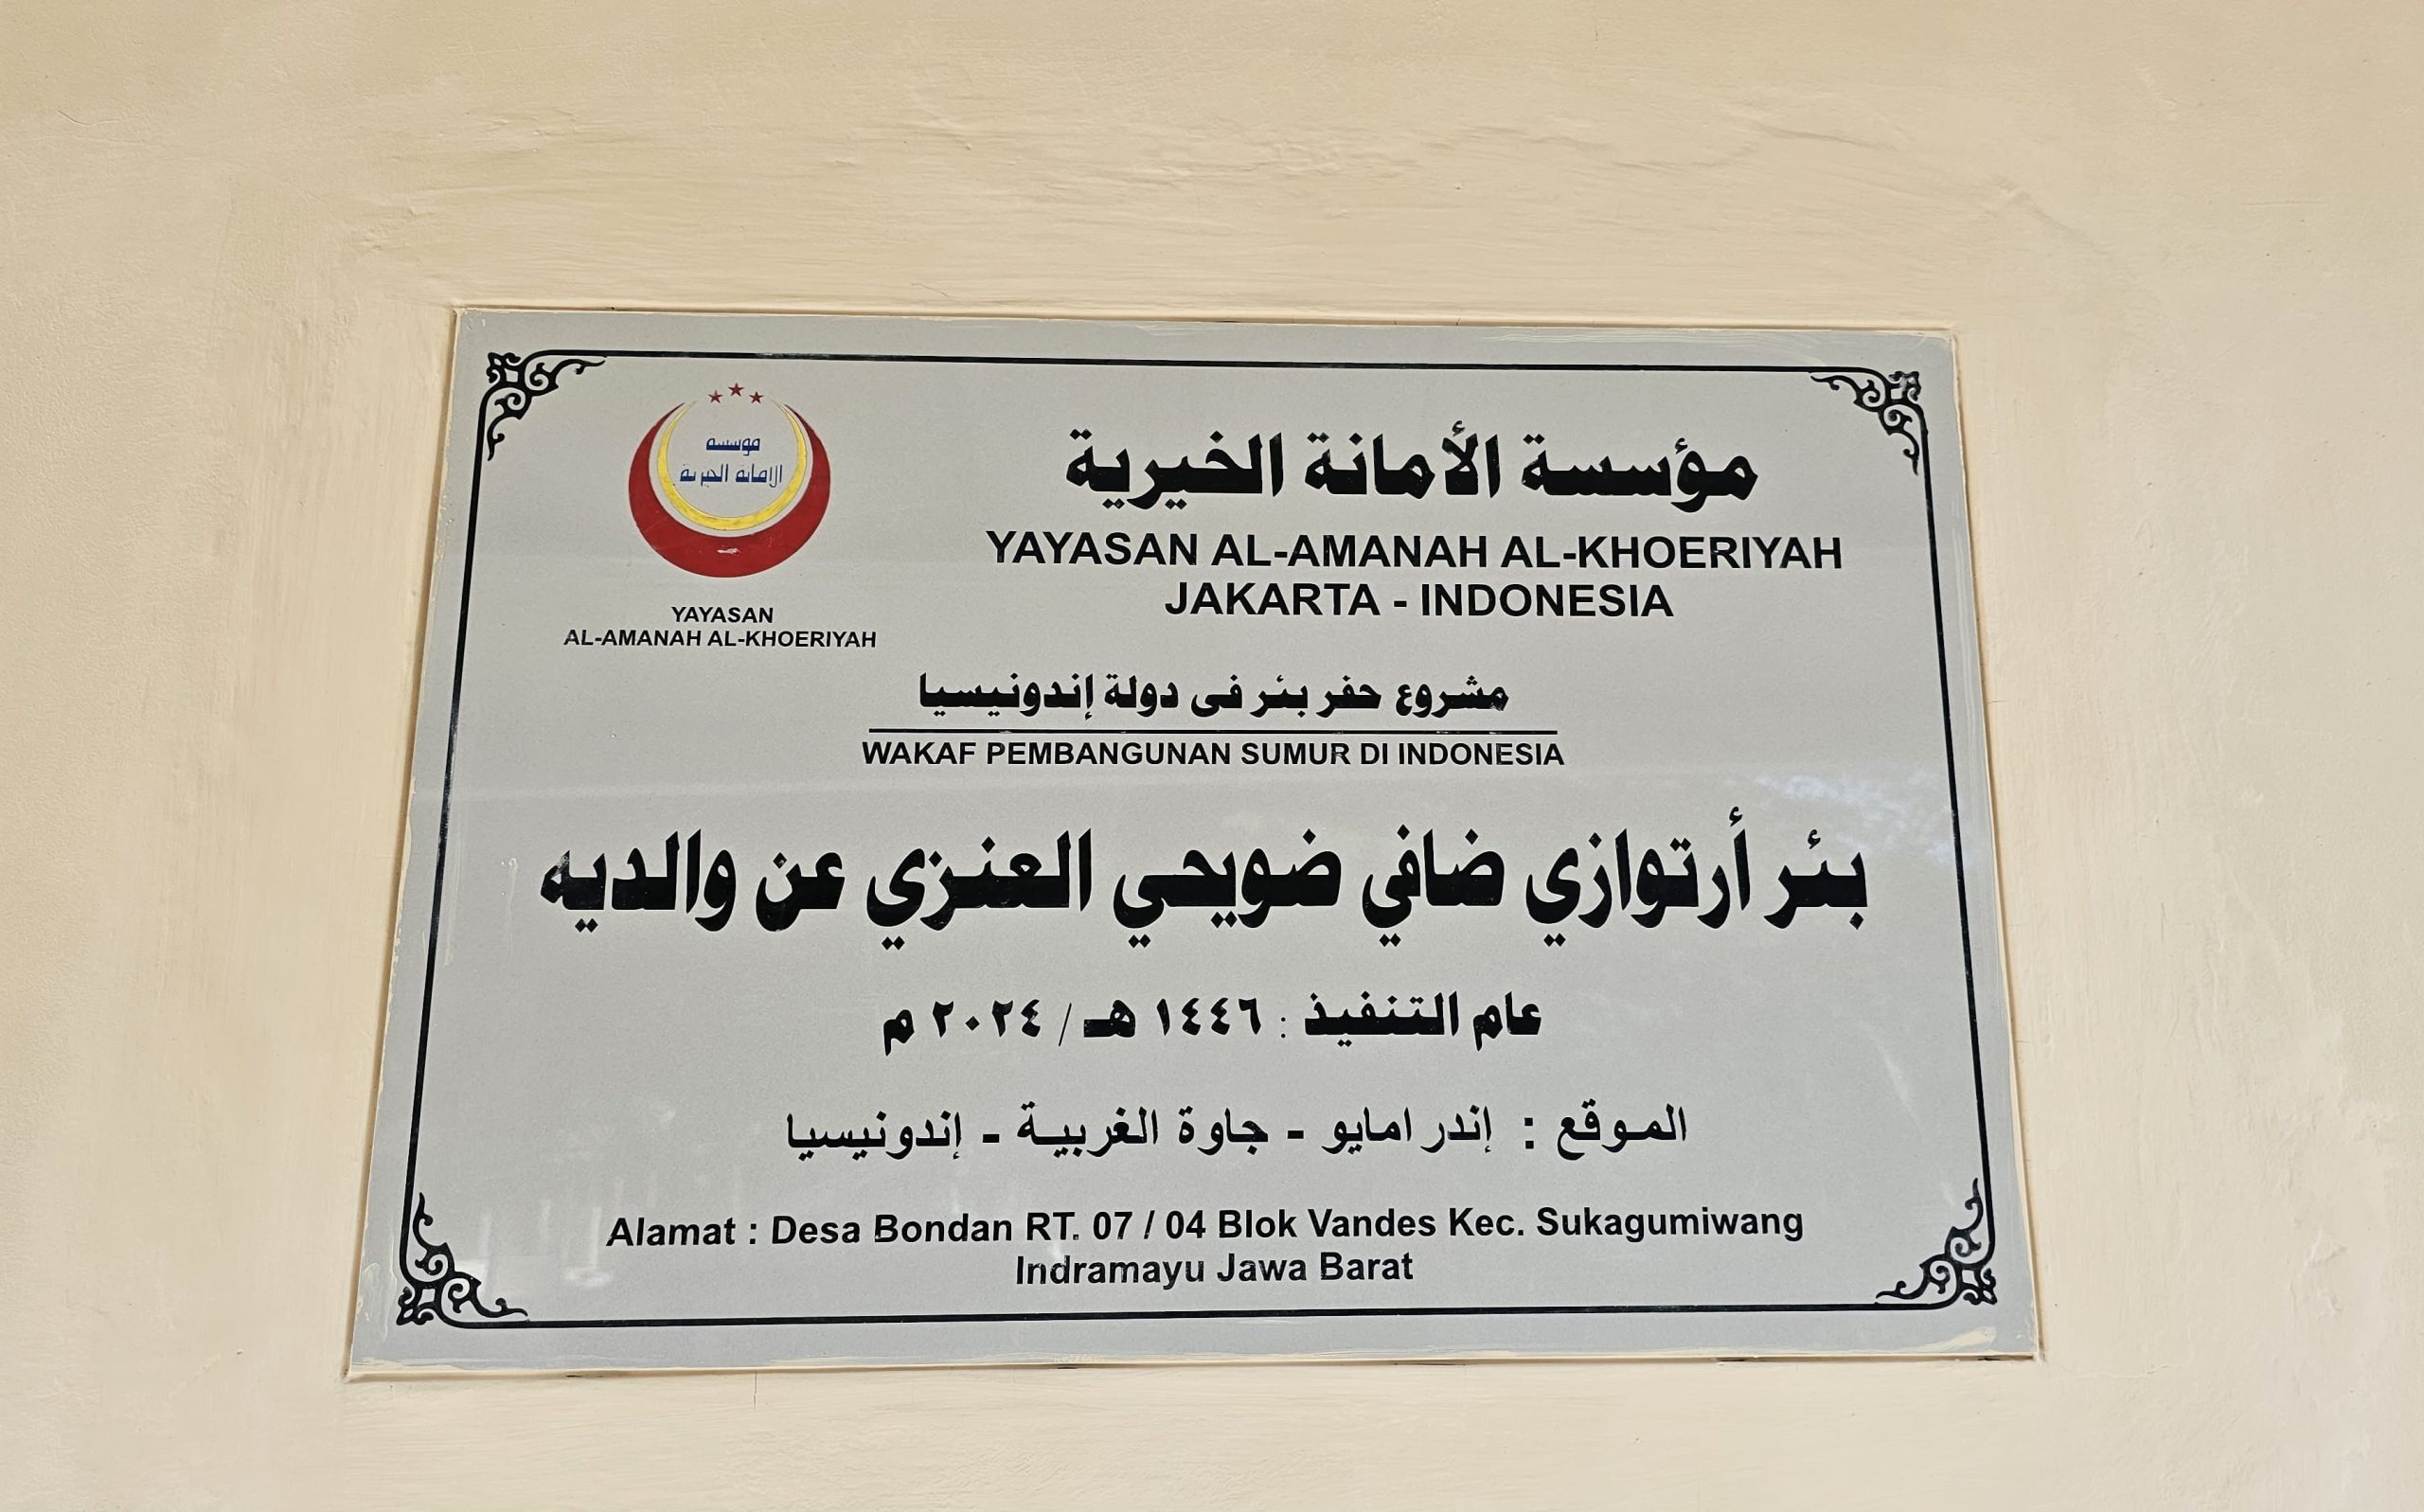 موسسه
الامانة الخيرية
YAYASAN
AL-AMANAH AL-KHOERIYAH
مؤسسة الأمانة الخيرية
YAYASAN AL-AMANAH AL-KHOERIYAH
JAKARTA - INDONESIA
مشروع حفر بئر فى دولة إندونيسيا
WAKAF PEMBANGUNAN SUMUR DI INDONESIA
بئر أرتوازي ضافي ضويحي العنزي عن والديه
عام التنفيذ : ١٤٤٦ هـ / ٢٠٢٤ م
الموقع : إندرامايو - جاوة الغربية - إندونيسيا
Alamat : Desa Bondan RT. 07 / 04 Blok Vandes Kec. Sukagumiwang
Indramayu Jawa Barat